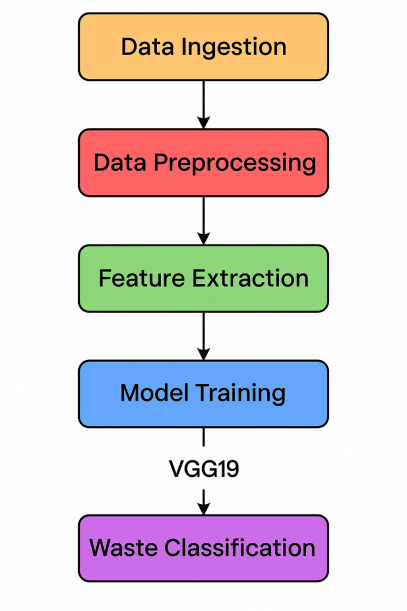 Data Ingestion
Data Preprocessing
Feature Extraction
Model Training
VGG19
Waste Classification